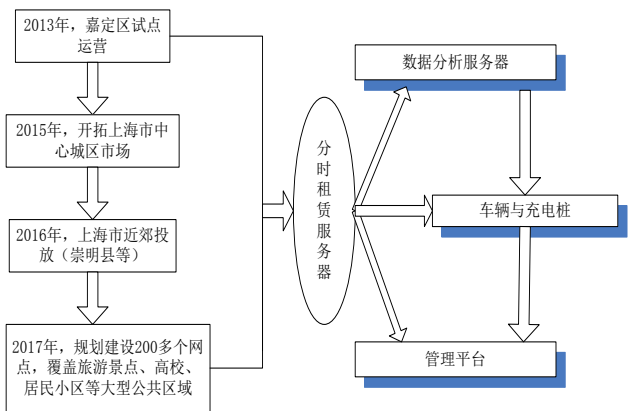 2013年，嘉定区试点
运营
2015年，开拓上海市中
心城区市场
2016年，上海市近郊投
放（崇明县等）
2017年，规划建设200多个网
点，覆盖旅游景点、高校、
居民小区等大型公共区域
分
时
租
赁
服
务
器
数据分析服务器
车辆与充电桩
管理平台